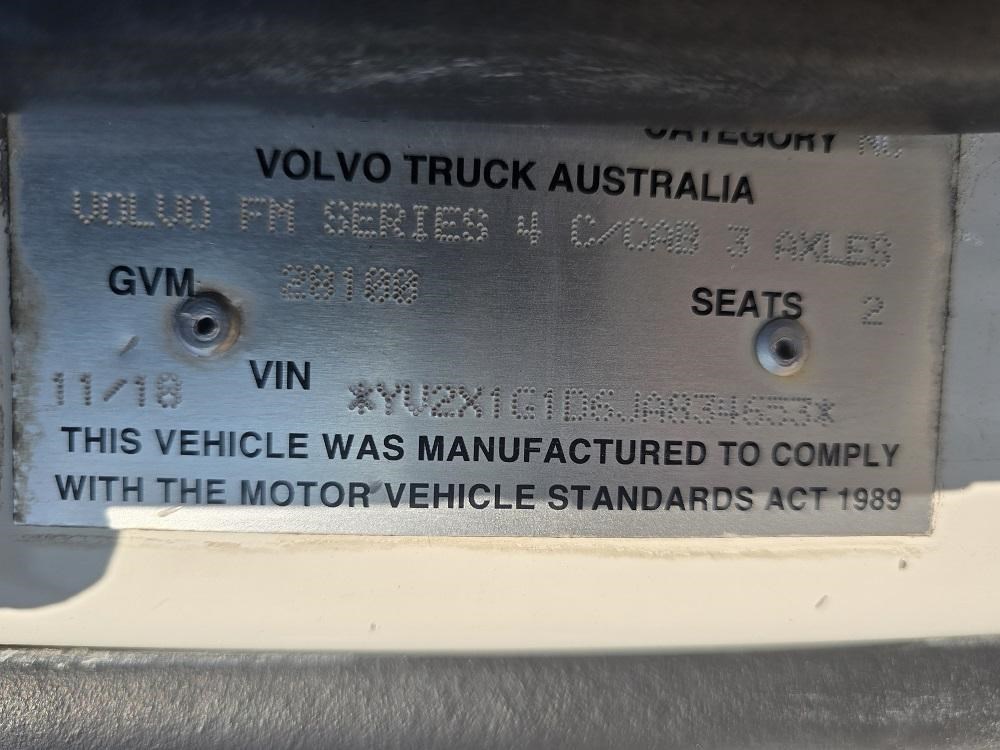 CATEGORY NC
VOLVO TRUCK AUSTRALIA
VOLVO FM SERIES 4 C/CAB 3 AXLES
GVM 28100
SEATS 2
11/18 VIN *YV2X1G1D6JA834653*
THIS VEHICLE WAS MANUFACTURED TO COMPLY
WITH THE MOTOR VEHICLE STANDARDS ACT 1989